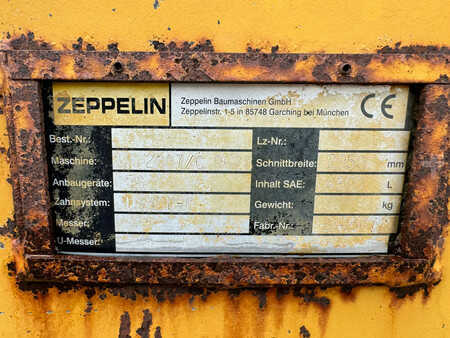 ZEPPELIN
Zeppelin Baumaschinen GmbH
Zeppelinstr. 1-5 in 85748 Garching bei München
CE
Best.-Nr.: Lz-Nr.:
Maschine: Schnittbreite: mm
Anbaugeräte: Inhalt SAE: L
Zahnsystem: Gewicht: kg
Messer: Fabr.-Nr.:
U-Messer: